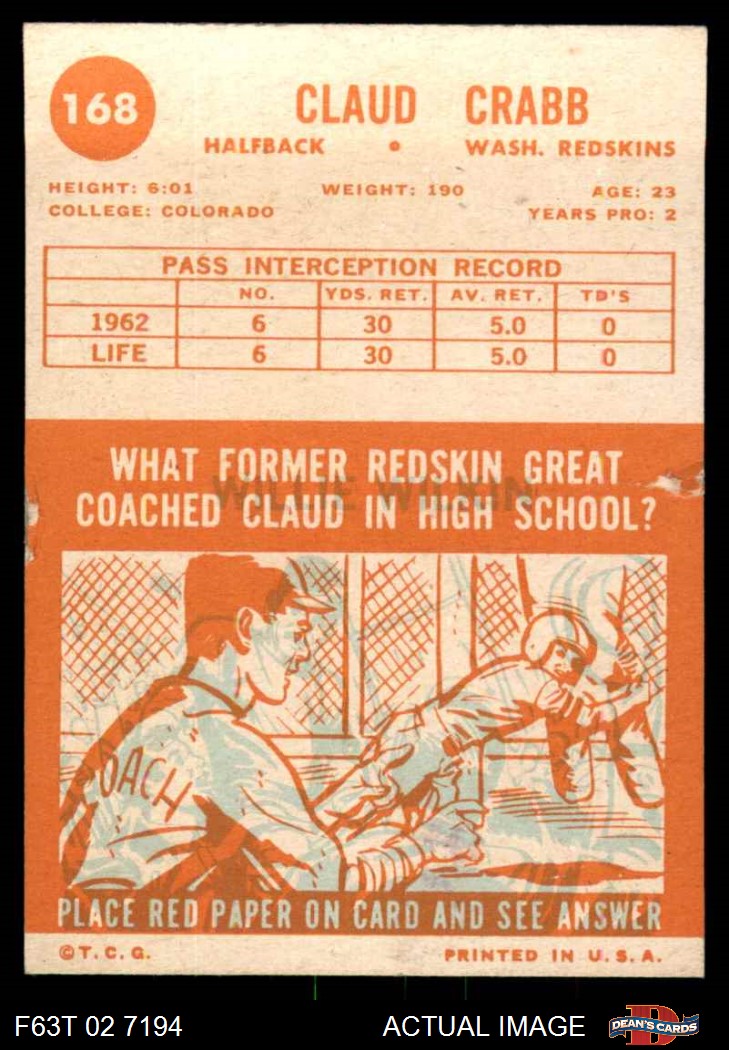 168
CLAUD CRABB
HALFBACK • WASH. REDSKINS
HEIGHT: 6:01 WEIGHT: 190 AGE: 23
COLLEGE: COLORADO YEARS PRO: 2
PASS INTERCEPTION RECORD
NO. YDS. RET. AV. RET. TD'S
1962 6 30 5.0 0
LIFE 6 30 5.0 0
WHAT FORMER REDSKIN GREAT
WILLIE WILKIN
COACHED CLAUD IN HIGH SCHOOL?
COACH
PLACE RED PAPER ON CARD AND SEE ANSWER
©T.C.G. PRINTED IN U.S.A.
F63T 02 7194 ACTUAL IMAGE DEAN'S CARDS